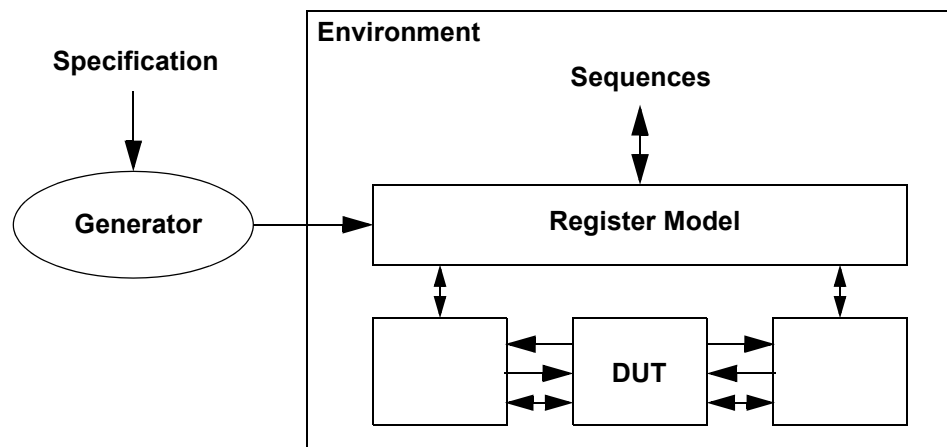 Environment
Specification
Sequences
Generator
Register Model
DUT